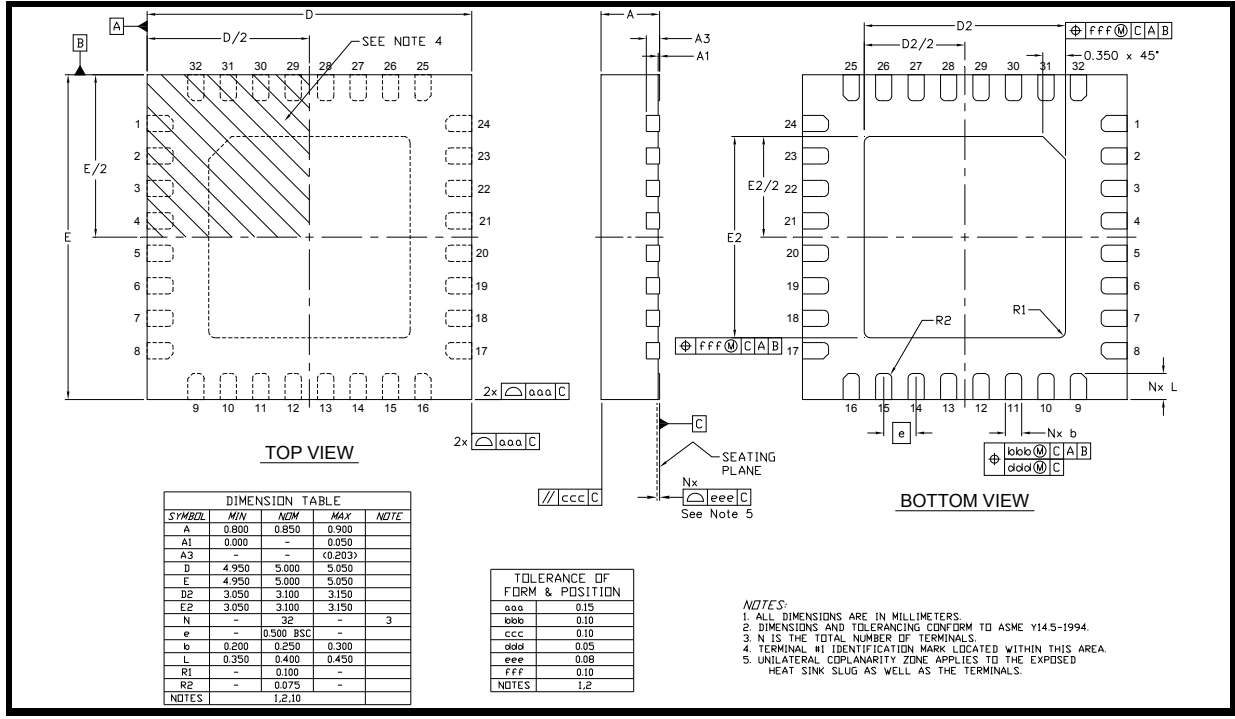 D
A
D/2
SEE NOTE 4
B
32 31 30 29 28 27 26 25
1
2
3
4
5
6
7
8
24
23
22
21
20
19
18
17
9 10 11 12 13 14 15 16
E/2
E
2x ⌓ aaa C
2x ⌓ aaa C
TOP VIEW
A
A3
A1
C
SEATING
PLANE
// ccc C
Nx
⌓ eee C
See Note 5
D2
⌖ fff Ⓜ C A B
D2/2
0.350 x 45°
25 26 27 28 29 30 31 32
24
23
22
21
20
19
18
17
1
2
3
4
5
6
7
8
E2/2
E2
R1
R2
⌖ fff Ⓜ C A B
16 15 14 13 12 11 10 9
Nx L
e
Nx b
⌖ bbb Ⓜ C A B
ddd Ⓜ C
BOTTOM VIEW
DIMENSION TABLE
SYMBOL MIN NOM MAX NOTE
A 0.800 0.850 0.900
A1 0.000 - 0.050
A3 - - (0.203)
D 4.950 5.000 5.050
E 4.950 5.000 5.050
D2 3.050 3.100 3.150
E2 3.050 3.100 3.150
N - 32 - 3
e - 0.500 BSC -
b 0.200 0.250 0.300
L 0.350 0.400 0.450
R1 - 0.100 -
R2 - 0.075 -
NOTES 1,2,10
TOLERANCE OF
FORM & POSITION
aaa 0.15
bbb 0.10
ccc 0.10
ddd 0.05
eee 0.08
fff 0.10
NOTES 1,2
NOTES:
1. ALL DIMENSIONS ARE IN MILLIMETERS.
2. DIMENSIONS AND TOLERANCING CONFORM TO ASME Y14.5-1994.
3. N IS THE TOTAL NUMBER OF TERMINALS.
4. TERMINAL #1 IDENTIFICATION MARK LOCATED WITHIN THIS AREA.
5. UNILATERAL COPLANARITY ZONE APPLIES TO THE EXPOSED
HEAT SINK SLUG AS WELL AS THE TERMINALS.